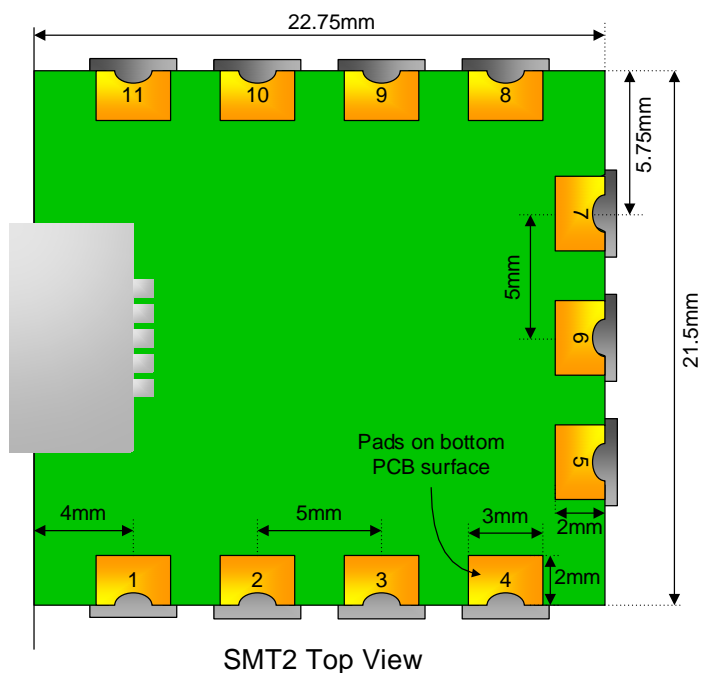 22.75mm
11
10
9
8
5.75mm
7
5mm
6
21.5mm
Pads on bottom
PCB surface
5
4mm
5mm
3mm
2mm
1
2
3
4
2mm
SMT2 Top View